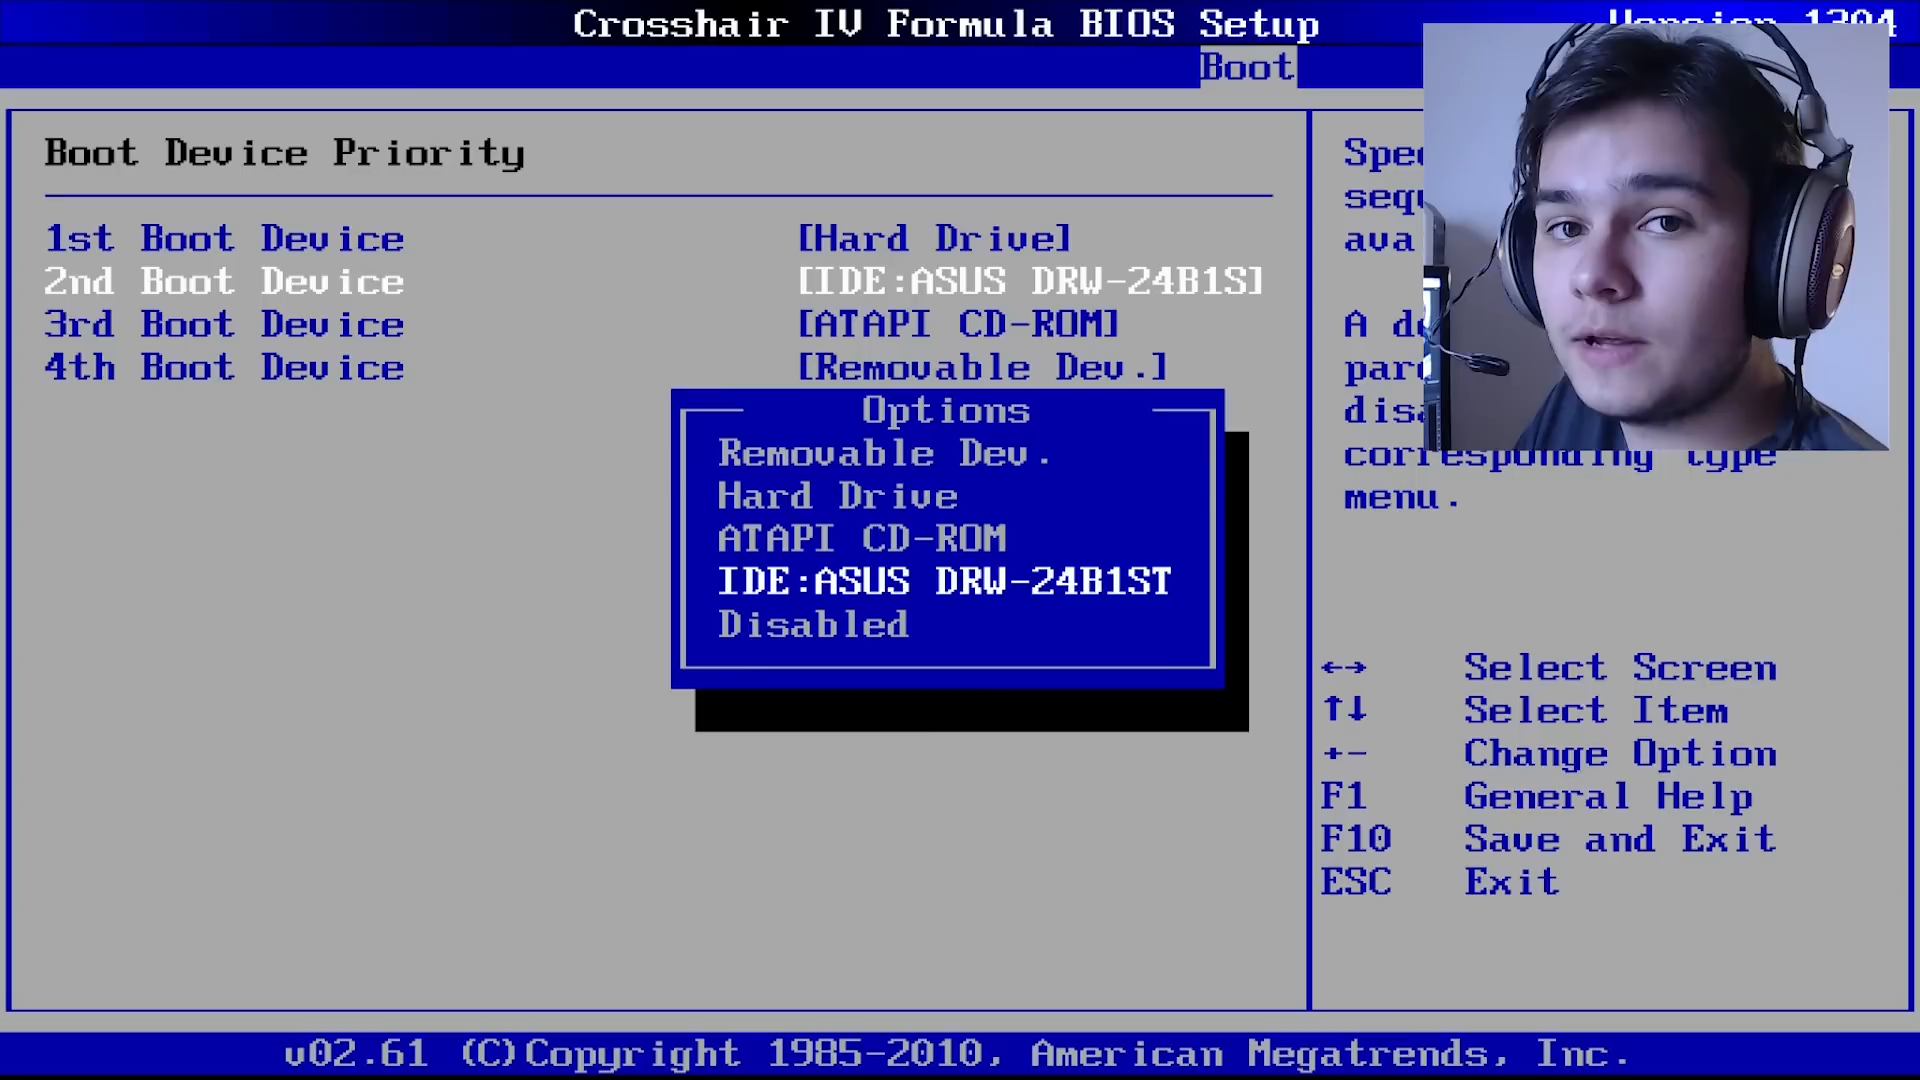 Crosshair IV Formula BIOS Setup
Boot
Boot Device Priority
1st Boot Device [Hard Drive]
2nd Boot Device [IDE:ASUS DRW-24B1S]
3rd Boot Device [ATAPI CD-ROM]
4th Boot Device [Removable Dev.]
Options
Removable Dev.
Hard Drive
ATAPI CD-ROM
IDE:ASUS DRW-24B1ST
Disabled
A
corresponding type
menu.
←→ Select Screen
↑↓ Select Item
+- Change Option
F1 General Help
F10 Save and Exit
ESC Exit
v02.61 (C)Copyright 1985-2010, American Megatrends, Inc.